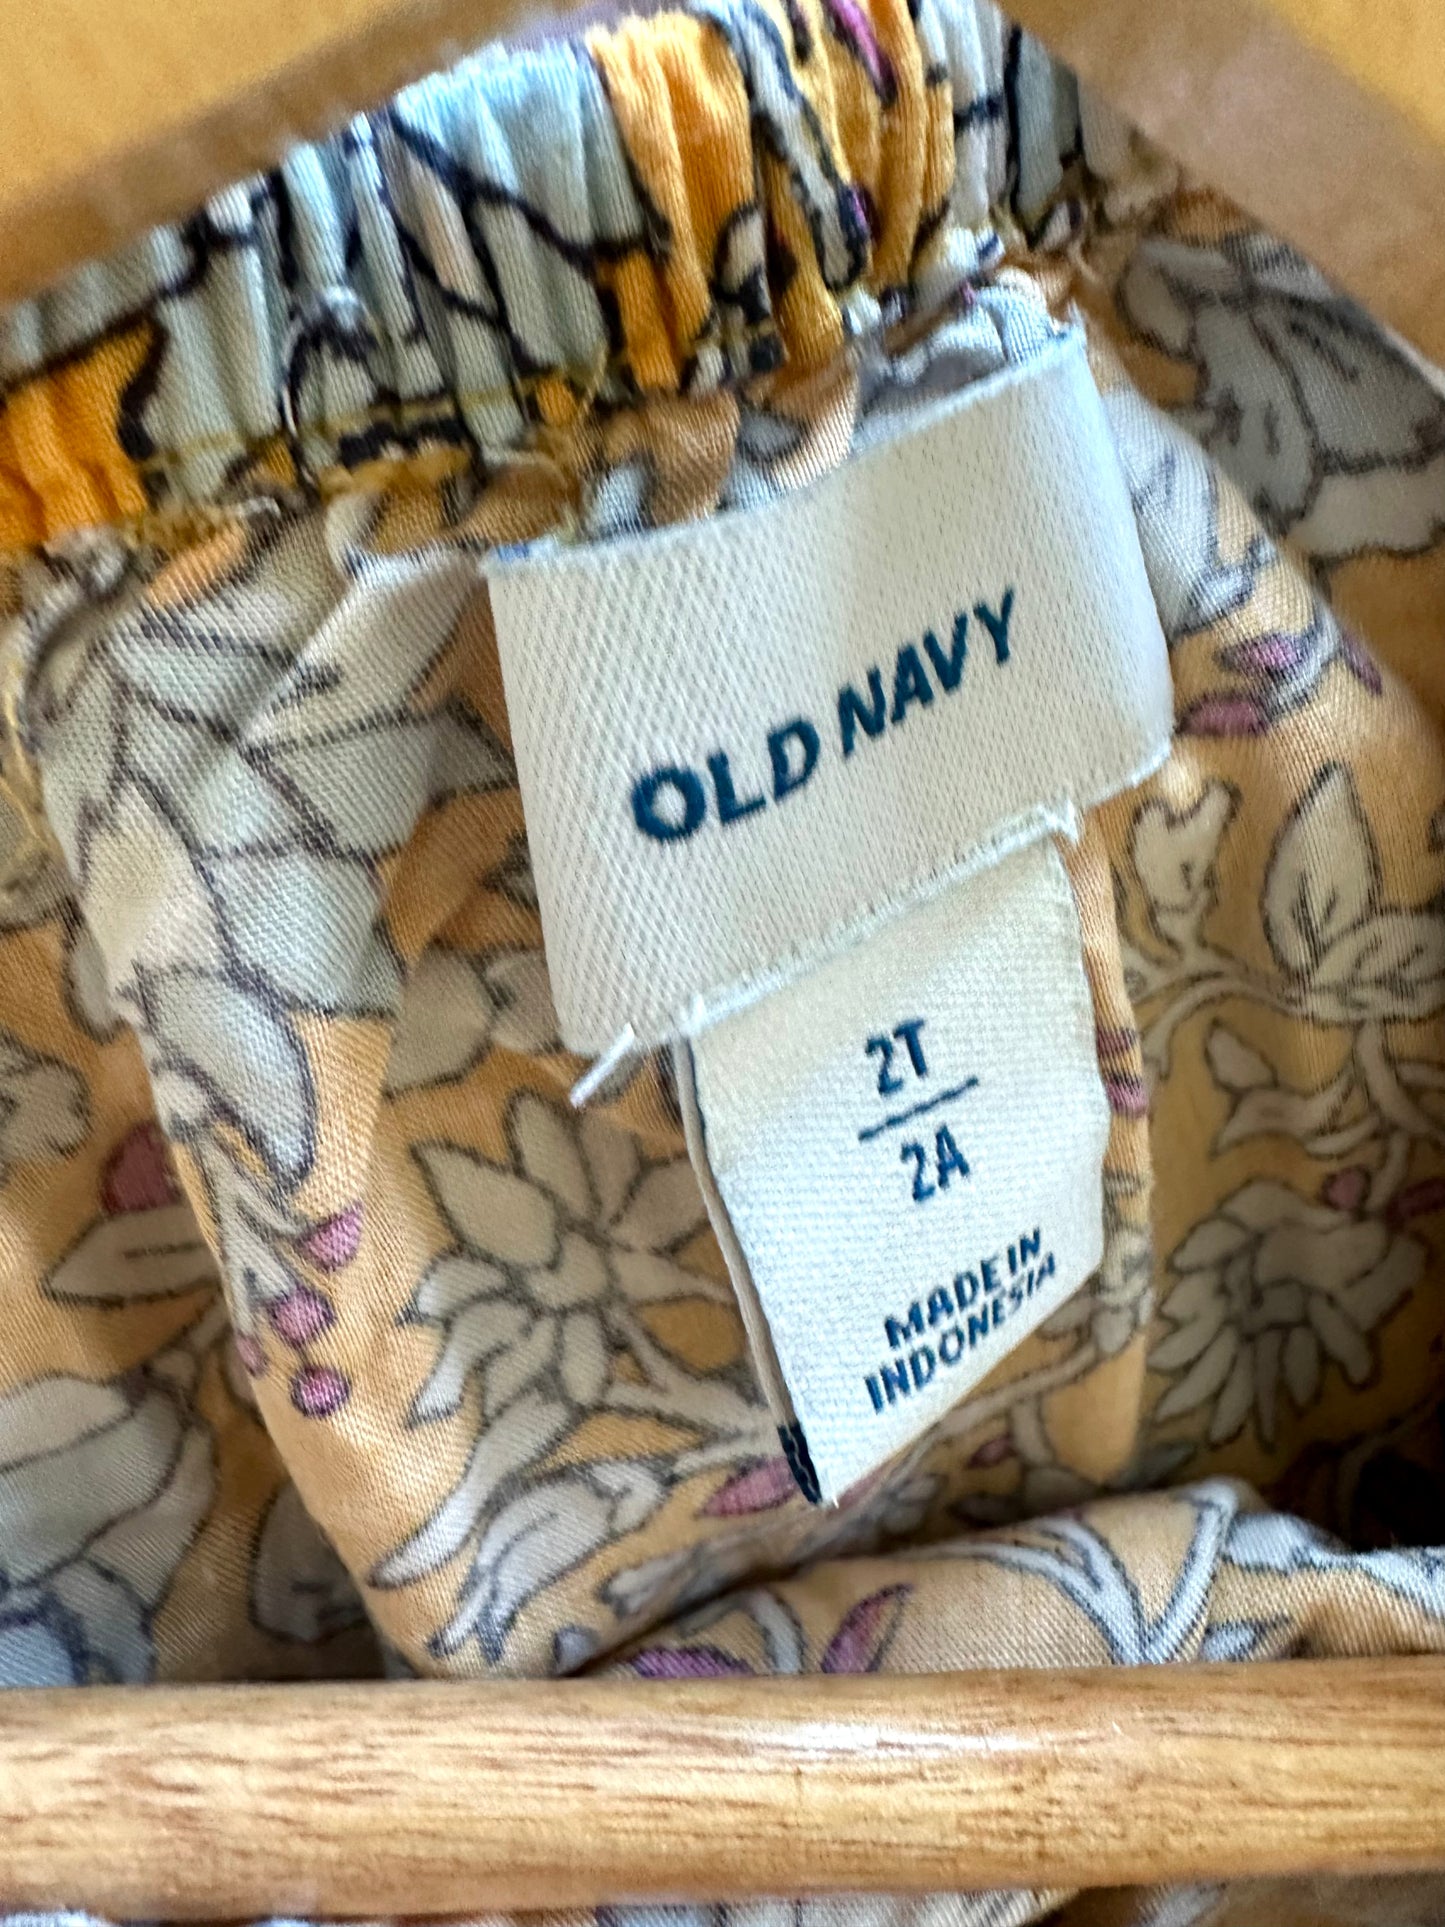 OLD NAVY
2T
2A
MADE IN
INDONESIA